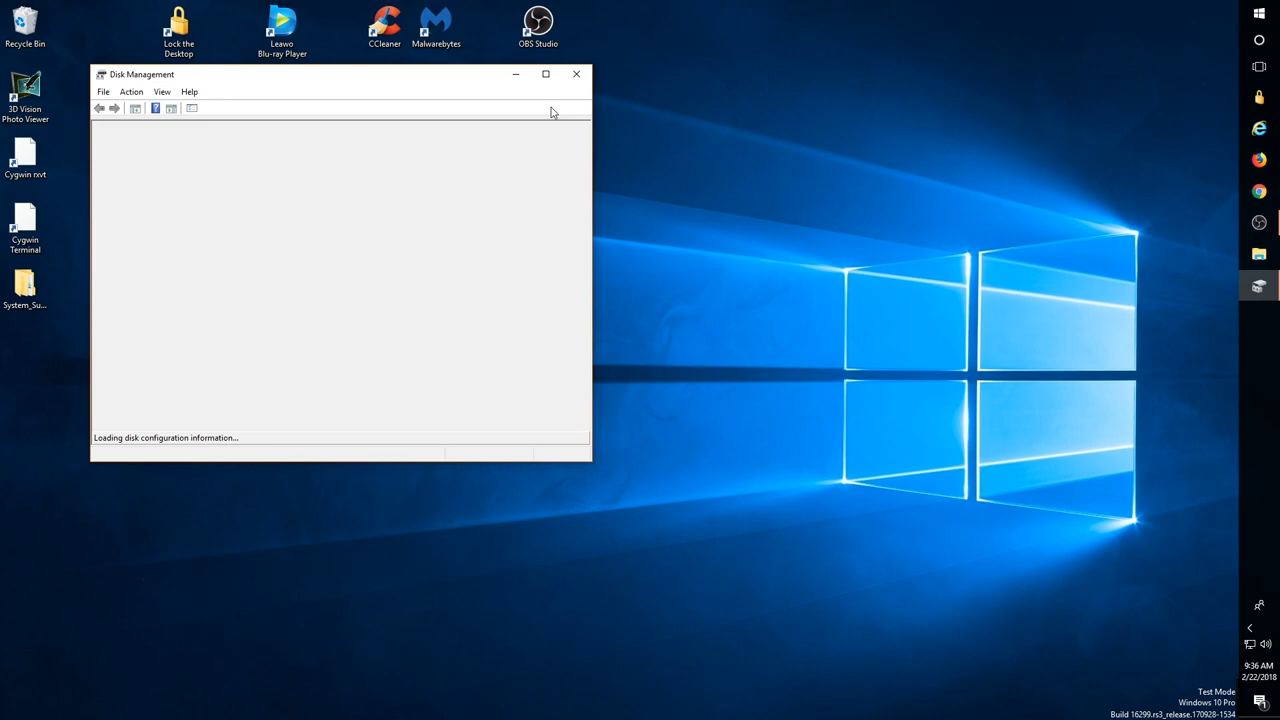 Recycle Bin
Lock the
Desktop
Leawo
Blu-ray Player
CCleaner
Malwarebytes
OBS Studio
3D Vision
Photo Viewer
Cygwin rxvt
Cygwin
Terminal
System_Su...
Disk Management
File Action View Help
Loading disk configuration information...
9:36 AM
2/22/2018
Test Mode
Windows 10 Pro
Build 16299.rs3_release.170928-1534